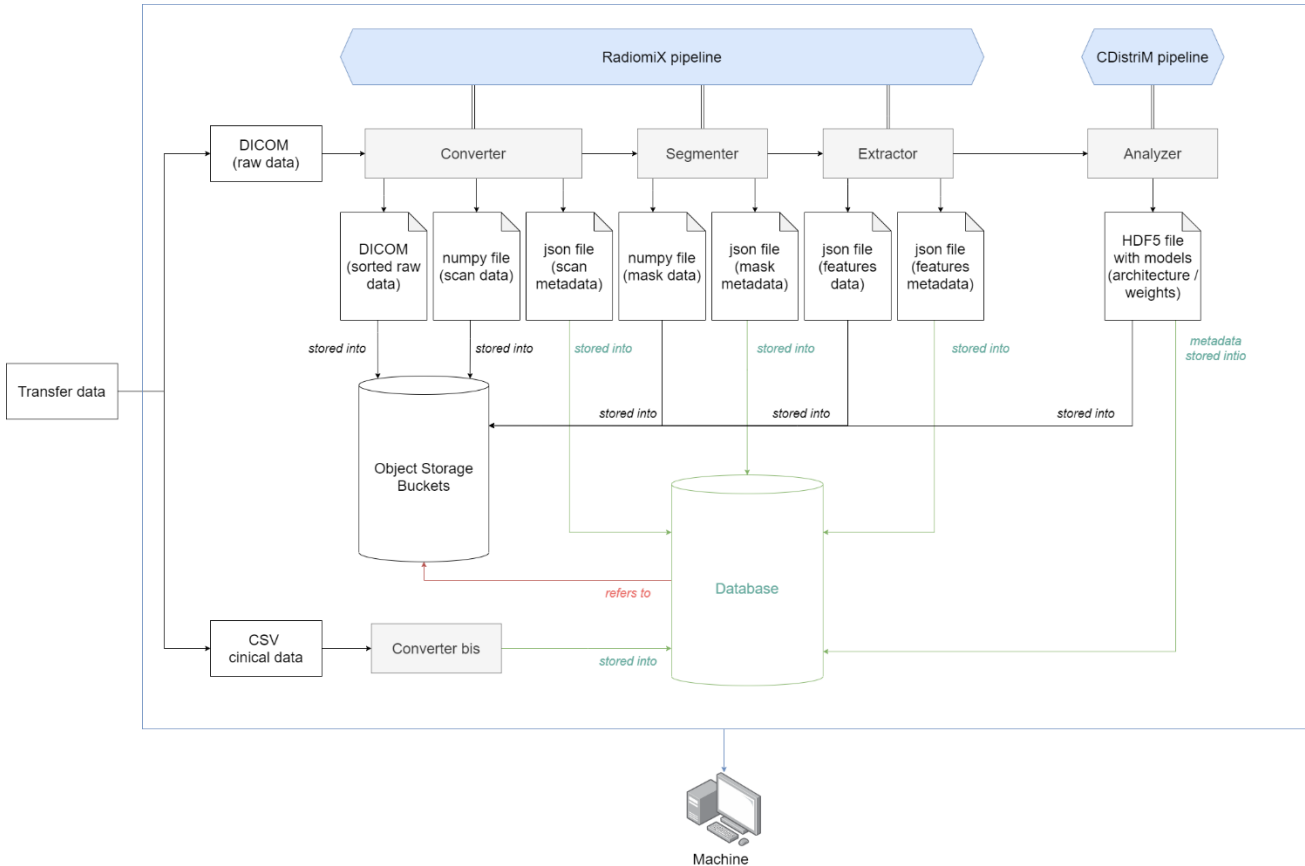 RadiomiX pipeline
CDistriM pipeline
DICOM
(raw data)
Converter
Segmenter
Extractor
Analyzer
DICOM
(sorted raw
data)
numpy file
(scan data)
json file
(scan
metadata)
numpy file
(mask data)
json file
(mask
metadata)
json file
(features
data)
json file
(features
metadata)
HDF5 file
with models
(architecture /
weights)
stored into
stored into
stored into
stored into
stored into
metadata
stored intio
Transfer data
stored into
stored into
stored into
Object Storage
Buckets
Database
refers to
CSV
cinical data
Converter bis
stored into
Machine